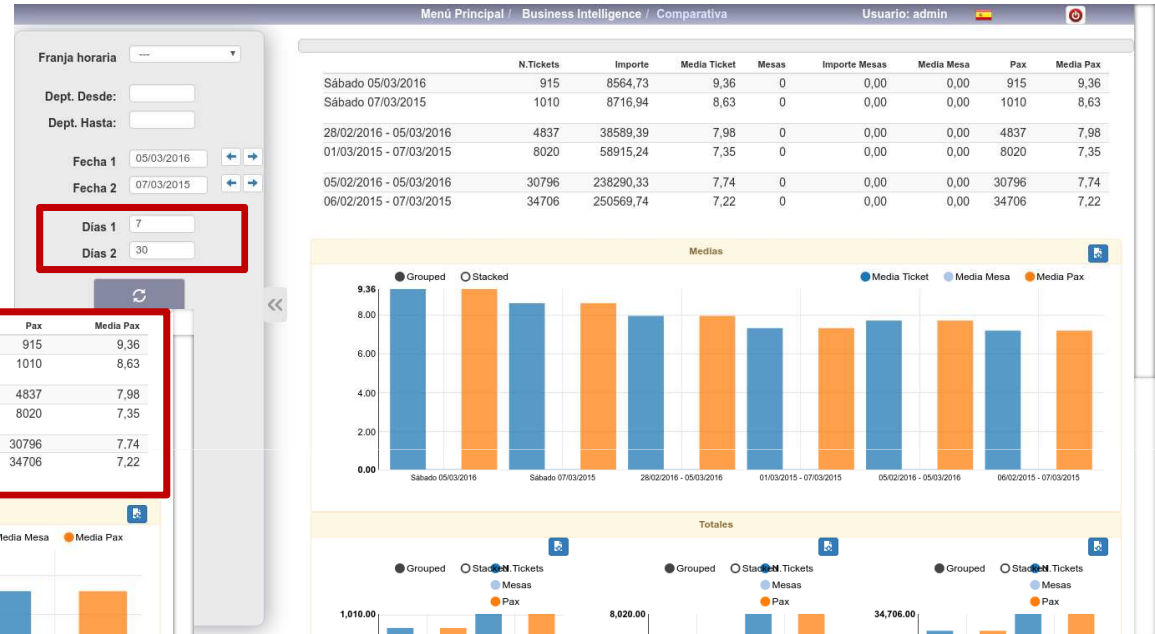 Menú Principal / Business Intelligence / Comparativa Usuario: admin
Franja horaria ---
Dept. Desde:
Dept. Hasta:
Fecha 1 05/03/2016
Fecha 2 07/03/2015
Días 1 7
Días 2 30
N.Tickets Importe Media Ticket Mesas Importe Mesas Media Mesa Pax Media Pax
Sábado 05/03/2016 915 8564,73 9,36 0 0,00 0,00 915 9,36
Sábado 07/03/2015 1010 8716,94 8,63 0 0,00 0,00 1010 8,63
28/02/2016 - 05/03/2016 4837 38589,39 7,98 0 0,00 0,00 4837 7,98
01/03/2015 - 07/03/2015 8020 58915,24 7,35 0 0,00 0,00 8020 7,35
05/02/2016 - 05/03/2016 30796 238290,33 7,74 0 0,00 0,00 30796 7,74
06/02/2015 - 07/03/2015 34706 250569,74 7,22 0 0,00 0,00 34706 7,22
Pax Media Pax
915 9,36
1010 8,63
4837 7,98
8020 7,35
30796 7.74
34706 7,22
Media Mesa Media Pax
Medias
Grouped Stacked Media Ticket Media Mesa Media Pax
9.36
8.00
6.00
4.00
2.00
0.00
Sábado 05/03/2016 Sábado 07/03/2015 28/02/2016 - 05/03/2016 01/03/2015 - 07/03/2015 05/02/2016 - 05/03/2016 06/02/2015 - 07/03/2015
Totales
Grouped Stacked N.Tickets Grouped Stacked N.Tickets Grouped Stacked N.Tickets
Mesas Mesas Mesas
Pax Pax Pax
1,010.00 8,020.00 34,706.00